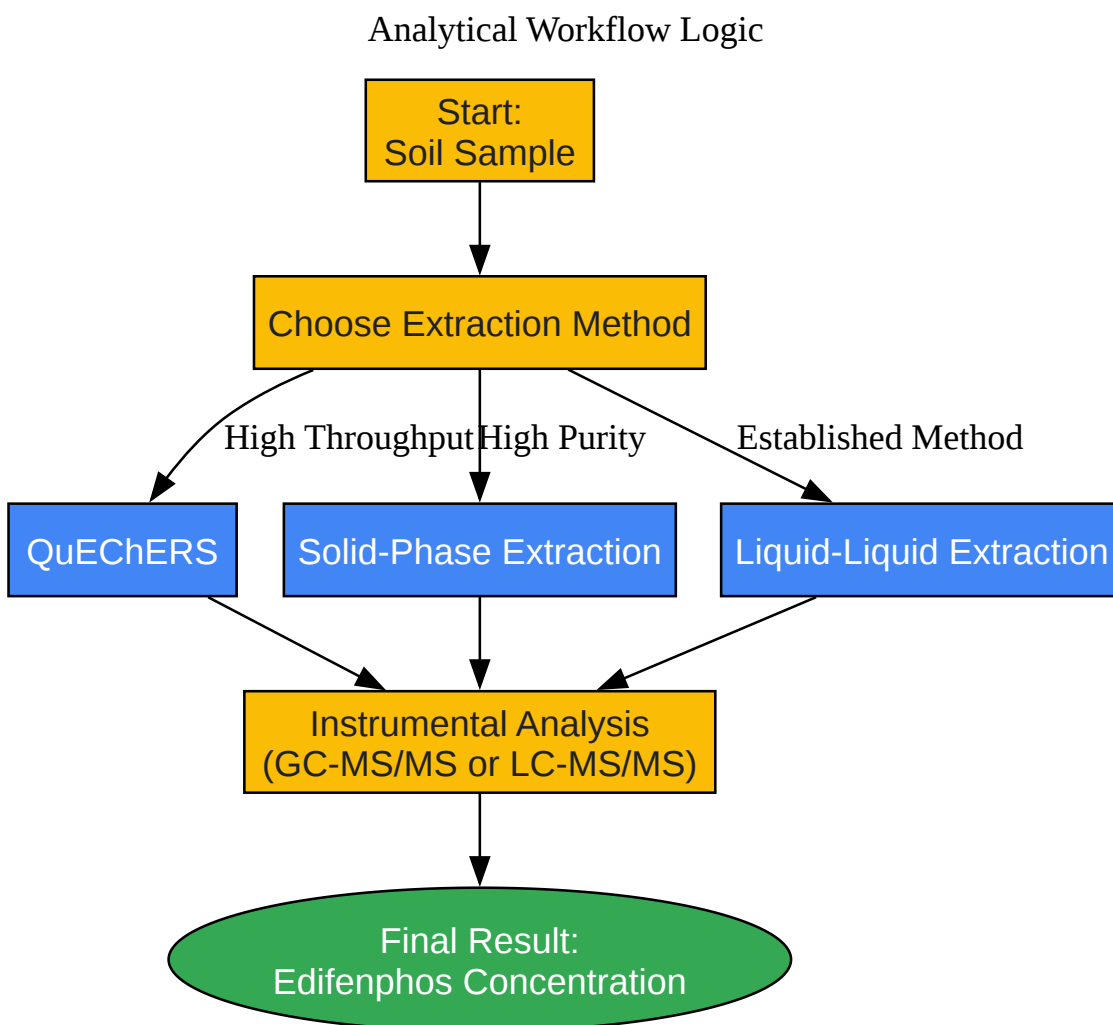 Analytical Workflow Logic
Start:
Soil Sample
Choose Extraction Method
High Throughput
High Purity
Established Method
QuEChERS
Solid-Phase Extraction
Liquid-Liquid Extraction
Instrumental Analysis
(GC-MS/MS or LC-MS/MS)
Final Result:
Edifenphos Concentration